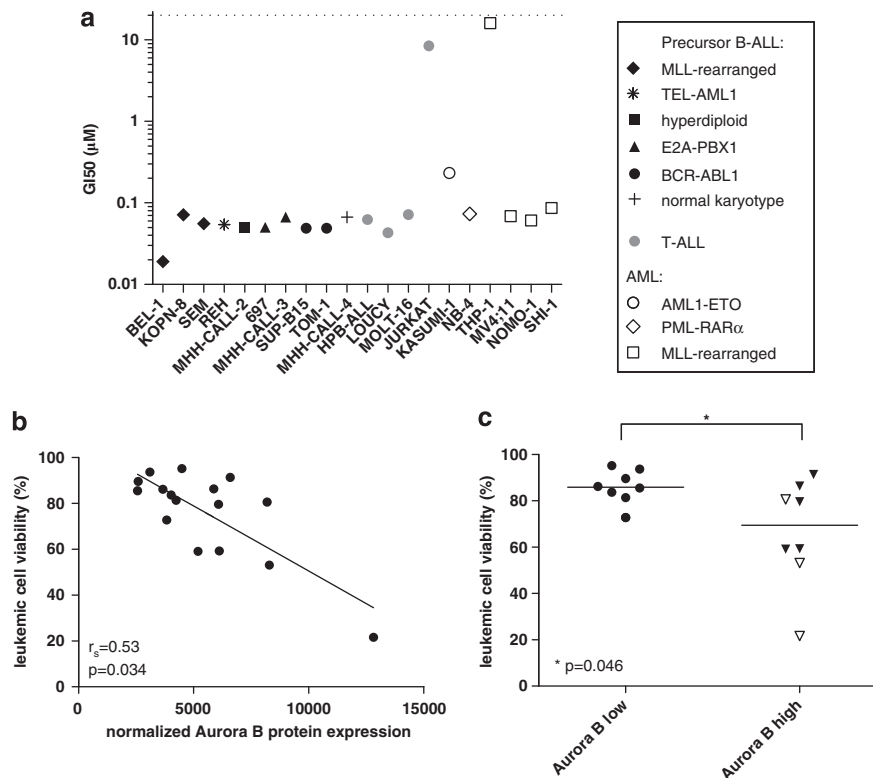 a
10
1
0.1
0.01
GI50 (μM)
BEL-1
KOPN-8
SEM
REH
MHH-CALL-2
697
MHH-CALL-3
SUP-B15
TOM-1
MHH-CALL-4
HPB-ALL
LOUCY
MOLT-16
JURKAT
KASUMI-1
NB-4
THP-1
MV4:11
NOMO-1
SHI-1
Precursor B-ALL:
MLL-rearranged
TEL-AML1
hyperdiploid
E2A-PBX1
BCR-ABL1
normal karyotype
T-ALL
AML:
AML1-ETO
PML-RARα
MLL-rearranged
b
100
80
60
40
20
0
leukemic cell viability (%)
rs=0.53
p=0.034
0
5000
10000
15000
normalized Aurora B protein expression
c
*
100
80
60
40
20
0
leukemic cell viability (%)
* p=0.046
Aurora B low
Aurora B high